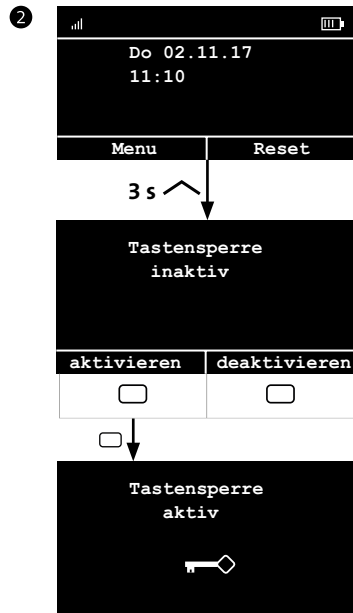 2
Do 02.11.17
11:10
Menu Reset
3 s
Tastensperre
inaktiv
aktivieren deaktivieren
Tastensperre
aktiv